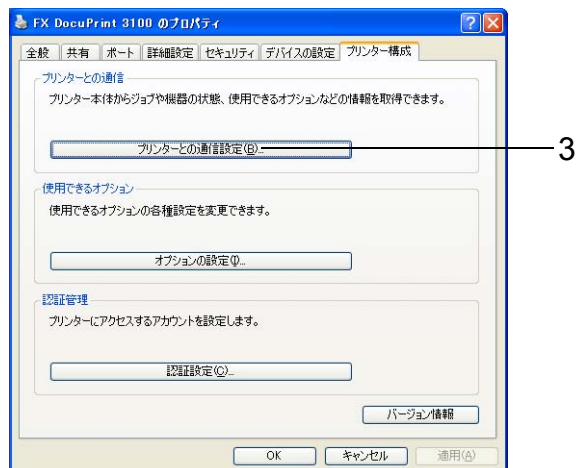 FX DocuPrint 3100 のプロパティ
全般 共有 ポート 詳細設定 セキュリティ デバイスの設定 プリンター構成
プリンターとの通信
プリンター本体からジョブや機器の状態、使用できるオプションなどの情報を取得できます。
プリンターとの通信設定(B)...
3
使用できるオプション
使用できるオプションの各種設定を変更できます。
オプションの設定(I)...
認証管理
プリンターにアクセスするアカウントを設定します。
認証設定(C)...
バージョン情報
OK キャンセル 適用(A)